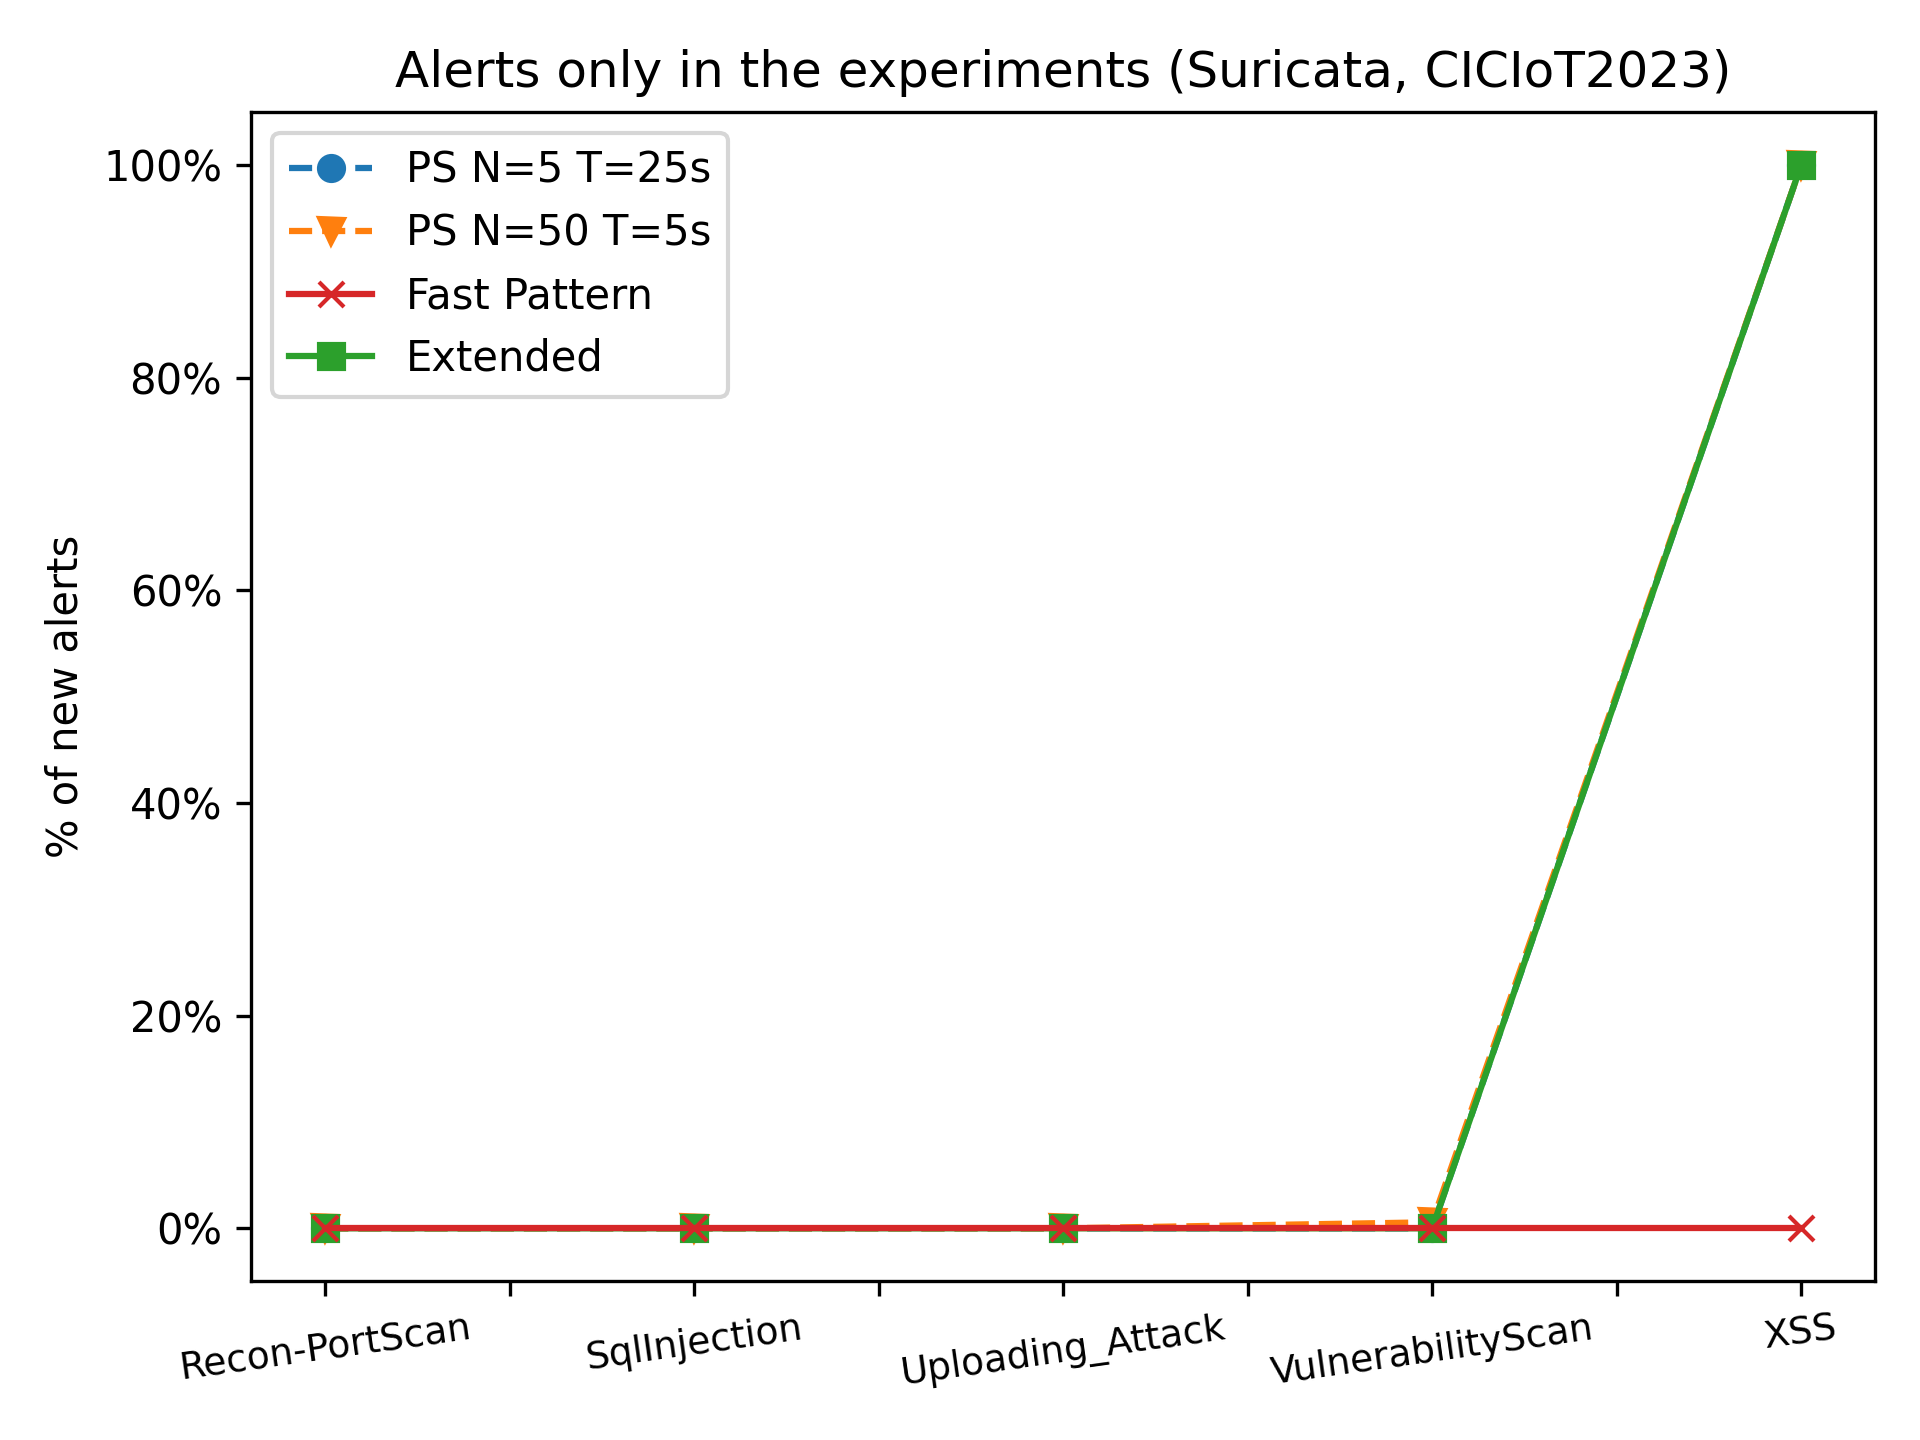 Alerts only in the experiments (Suricata, CICIoT2023)
PS N=5 T=25s
PS N=50 T=5s
Fast Pattern
Extended
% of new alerts
100%
80%
60%
40%
20%
0%
Recon-PortScan
SqlInjection
Uploading_Attack
VulnerabilityScan
XSS